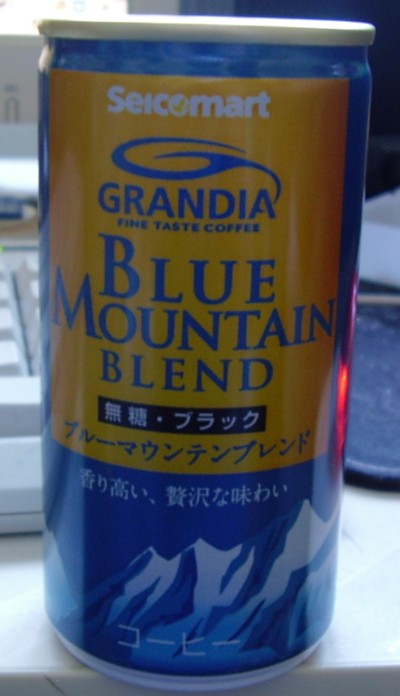 Seicomart
GRANDIA
FINE TASTE COFFEE
BLUE
MOUNTAIN
BLEND
無糖・ブラック
ブルーマウンテンブレンド
香り高い、贅沢な味わい
コーヒー